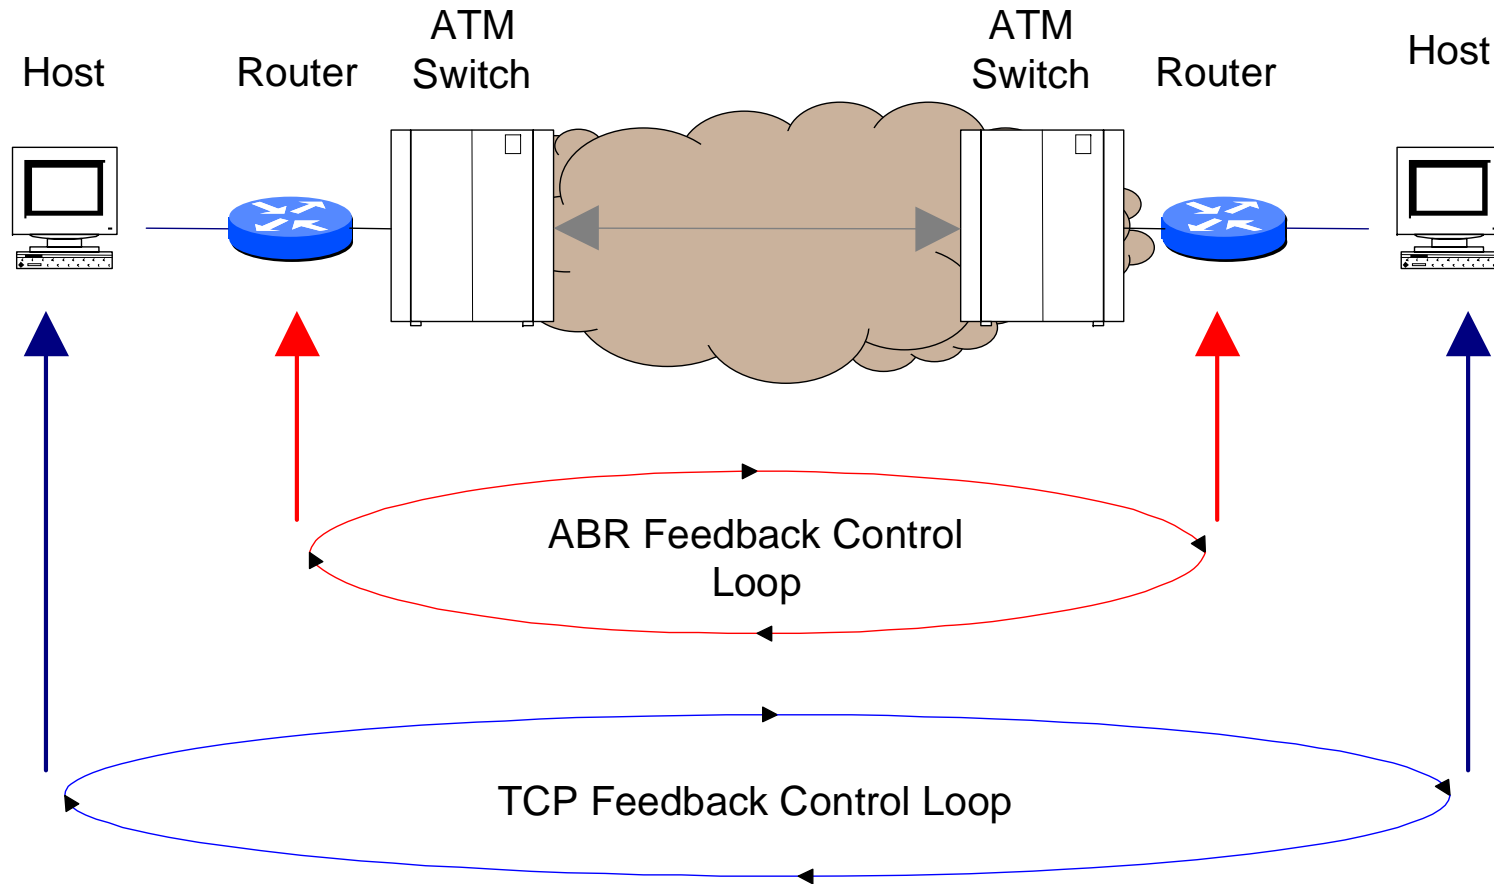 Host
Router
ATM
Switch
ATM
Switch
Router
Host
ABR Feedback Control
Loop
TCP Feedback Control Loop